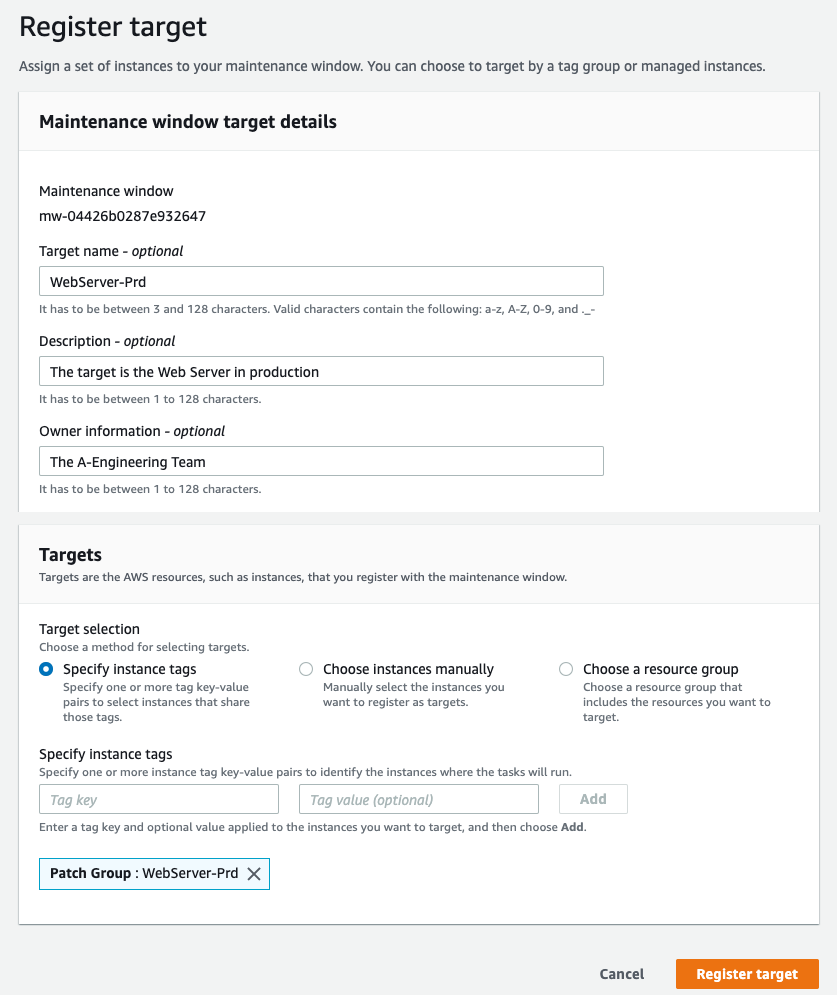 Register target
Assign a set of instances to your maintenance window. You can choose to target by a tag group or managed instances.
Maintenance window target details
Maintenance window
mw-04426b0287e932647
Target name - optional
WebServer-Prd
It has to be between 3 and 128 characters. Valid characters contain the following: a-z, A-Z, 0-9, and ._-
Description - optional
The target is the Web Server in production
It has to be between 1 to 128 characters.
Owner information - optional
The A-Engineering Team
It has to be between 1 to 128 characters.
Targets
Targets are the AWS resources, such as instances, that you register with the maintenance window.
Target selection
Choose a method for selecting targets.
Specify instance tags
Specify one or more tag key-value
pairs to select instances that share
those tags.
Choose instances manually
Manually select the instances you
want to register as targets.
Choose a resource group
Choose a resource group that
includes the resources you want to
target.
Specify instance tags
Specify one or more instance tag key-value pairs to identify the instances where the tasks will run.
Tag key
Tag value (optional)
Add
Enter a tag key and optional value applied to the instances you want to target, and then choose Add.
Patch Group : WebServer-Prd
Cancel
Register target